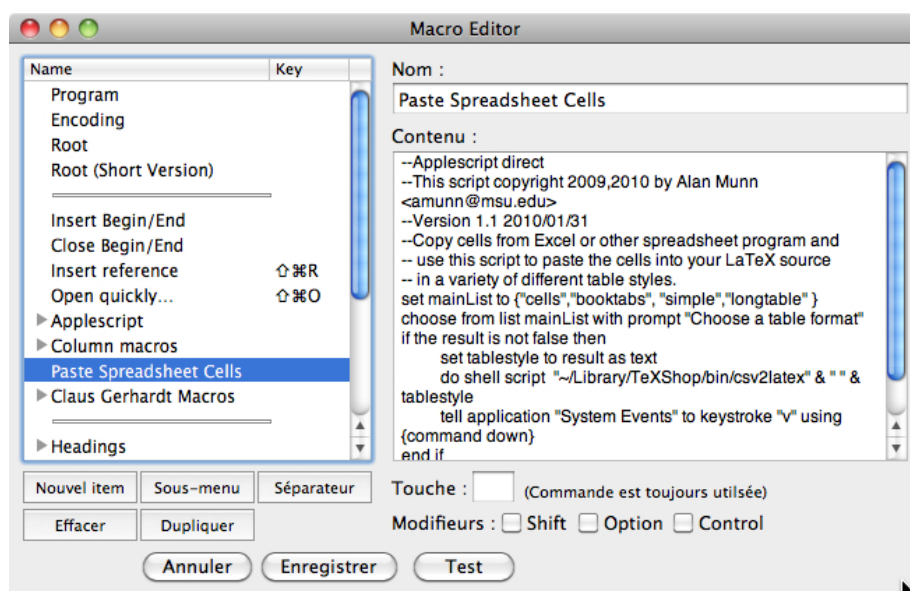 Macro Editor
Name Key
Program
Encoding
Root
Root (Short Version)
Insert Begin/End
Close Begin/End
Insert reference ⇧⌘R
Open quickly... ⇧⌘O
Applescript
Column macros
Paste Spreadsheet Cells
Claus Gerhardt Macros
Headings
Nouvel item Sous-menu Séparateur
Effacer Dupliquer
Nom :
Paste Spreadsheet Cells
Contenu :
--Applescript direct
--This script copyright 2009,2010 by Alan Munn
<amunn@msu.edu>
--Version 1.1 2010/01/31
--Copy cells from Excel or other spreadsheet program and
-- use this script to paste the cells into your LaTeX source
-- in a variety of different table styles.
set mainList to {"cells","booktabs", "simple","longtable" }
choose from list mainList with prompt "Choose a table format"
if the result is not false then
set tablestyle to result as text
do shell script "~/Library/TeXShop/bin/csv2latex" & " " &
tablestyle
tell application "System Events" to keystroke "v" using
{command down}
end if
Touche : (Commande est toujours utilsée)
Modifieurs : Shift Option Control
Annuler Enregistrer Test